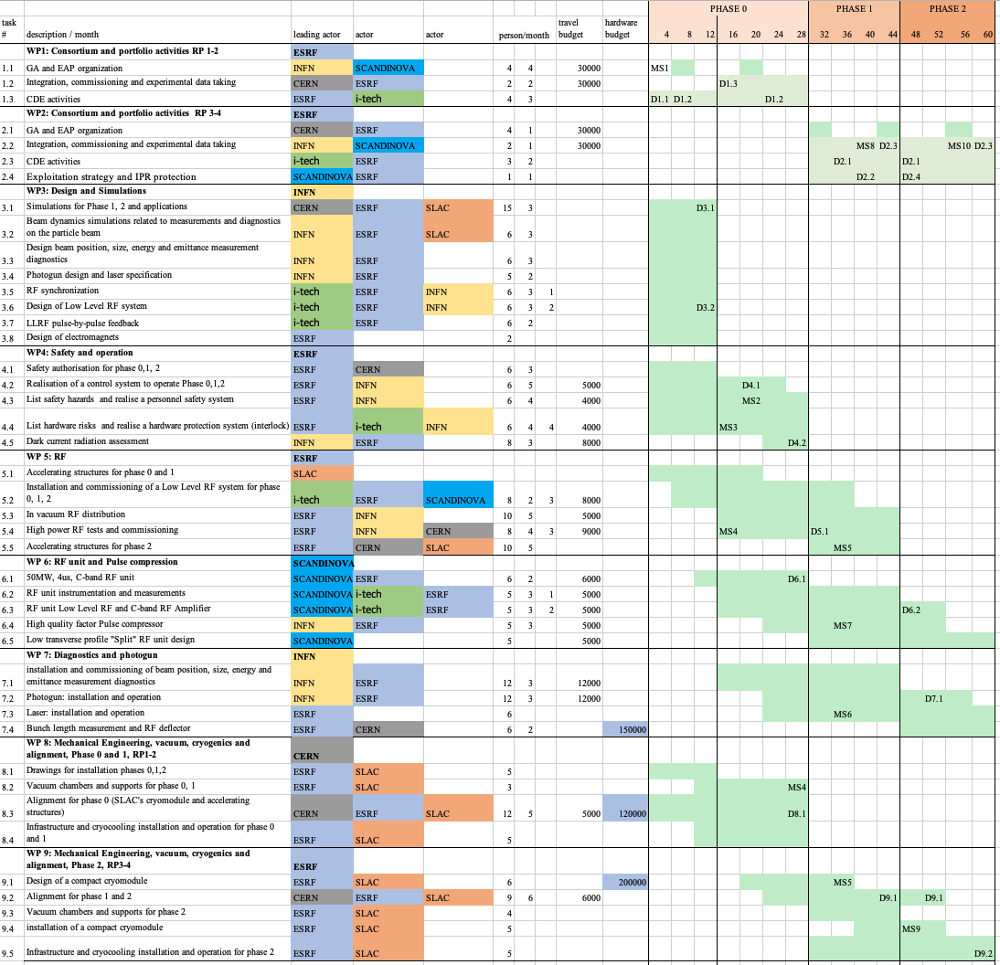 PHASE 0 PHASE 1 PHASE 2
task travel hardware
# description / month leading actor actor actor person/month budget budget 4 8 12 16 20 24 28 32 36 40 44 48 52 56 60
WP1: Consortium and portfolio activities RP 1-2 ESRF
1.1 GA and EAP organization INFN SCANDINOVA 4 4 30000 MS1
1.2 Integration, commissioning and experimental data taking CERN ESRF 2 2 30000 D1.3
1.3 CDE activities ESRF i-tech 4 3 D1.1 D1.2 D1.2
WP2: Consortium and portfolio activities RP 3-4 ESRF
2.1 GA and EAP organization CERN ESRF 4 1 30000
2.2 Integration, commissioning and experimental data taking INFN SCANDINOVA 2 1 30000 MS8 D2.3 MS10 D2.3
2.3 CDE activities i-tech ESRF 3 2 D2.1 D2.1
2.4 Exploitation strategy and IPR protection SCANDINOVA ESRF 1 1 D2.2 D2.4
WP3: Design and Simulations INFN
3.1 Simulations for Phase 1, 2 and applications CERN ESRF SLAC 15 3 D3.1
Beam dynamics simulations related to measurements and diagnostics
3.2 on the particle beam INFN ESRF SLAC 6 3
Design beam position, size, energy and emittance measurement
3.3 diagnostics INFN ESRF 6 3
3.4 Photogun design and laser specification INFN ESRF 5 2
3.5 RF synchronization i-tech ESRF INFN 6 3 1
3.6 Design of Low Level RF system i-tech ESRF INFN 6 3 2 D3.2
3.7 LLRF pulse-by-pulse feedback i-tech ESRF 6 2
3.8 Design of electromagnets ESRF 2
WP4: Safety and operation ESRF
4.1 Safety authorisation for phase 0,1, 2 ESRF CERN 6 3
4.2 Realisation of a control system to operate Phase 0,1,2 ESRF INFN 6 5 5000 D4.1
4.3 List safety hazards and realise a personnel safety system ESRF INFN 6 4 4000 MS2
4.4 List hardware risks and realise a hardware protection system (interlock) ESRF i-tech INFN 6 4 4 4000 MS3
4.5 Dark current radiation assessment INFN ESRF 8 3 8000 D4.2
WP 5: RF ESRF
5.1 Accelerating structures for phase 0 and 1 SLAC
Installation and commissioning of a Low Level RF system for phase
5.2 0, 1, 2 i-tech ESRF SCANDINOVA 8 2 3 8000
5.3 In vacuum RF distribution ESRF INFN 10 5 5000
5.4 High power RF tests and commissioning ESRF INFN CERN 8 4 3 9000 MS4 D5.1
5.5 Accelerating structures for phase 2 ESRF CERN SLAC 10 5 MS5
WP 6: RF unit and Pulse compression SCANDINOVA
6.1 50MW, 4us, C-band RF unit SCANDINOVA ESRF 6 2 6000 D6.1
6.2 RF unit instrumentation and measurements SCANDINOVA i-tech ESRF 5 3 1 5000
6.3 RF unit Low Level RF and C-band RF Amplifier SCANDINOVA i-tech ESRF 5 3 2 5000 D6.2
6.4 High quality factor Pulse compressor INFN ESRF 5 3 5000 MS7
6.5 Low transverse profile "Split" RF unit design SCANDINOVA 5 5000
WP 7: Diagnostics and photogun INFN
installation and commissioning of beam position, size, energy and
7.1 emittance measurement diagnostics INFN ESRF 12 3 12000
7.2 Photogun: installation and operation INFN ESRF 12 3 12000 D7.1
7.3 Laser: installation and operation ESRF 6 MS6
7.4 Bunch length measurement and RF deflector ESRF CERN 6 2 150000
WP 8: Mechanical Engineering, vacuum, cryogenics and
alignment, Phase 0 and 1, RP1-2 CERN
8.1 Drawings for installation phases 0,1,2 ESRF SLAC 5
8.2 Vacuum chambers and supports for phase 0, 1 ESRF SLAC 3 MS4
Alignment for phase 0 (SLAC's cryomodule and accelerating
8.3 structures) CERN ESRF SLAC 12 5 5000 120000 D8.1
Infrastructure and cryocooling installation and operation for phase 0
8.4 and 1 ESRF SLAC 5
WP 9: Mechanical Engineering, vacuum, cryogenics and
alignment, Phase 2, RP3-4 ESRF
9.1 Design of a compact cryomodule ESRF SLAC 6 200000 MS5
9.2 Alignment for phase 1 and 2 CERN ESRF SLAC 9 6 6000 D9.1 D9.1
9.3 Vacuum chambers and supports for phase 2 ESRF SLAC 4
9.4 installation of a compact cryomodule ESRF SLAC 5 MS9
9.5 Infrastructure and cryocooling installation and operation for phase 2 ESRF SLAC 5 D9.2